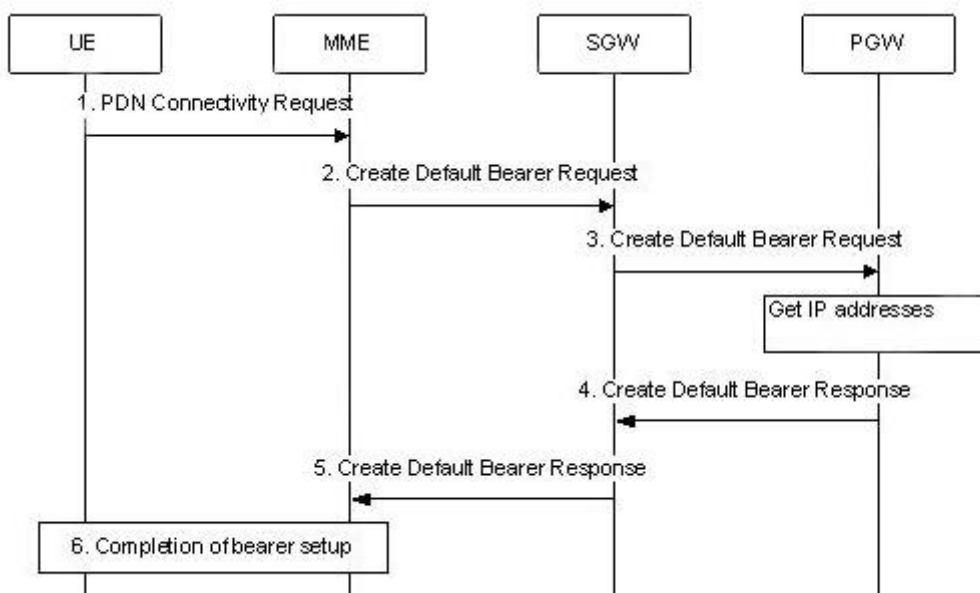 UE
MME
SGW
PGW
1. PDN Connectivity Request
2. Create Default Bearer Request
3. Create Default Bearer Request
Get IP addresses
4. Create Default Bearer Response
5. Create Default Bearer Response
6. Completion of bearer setup